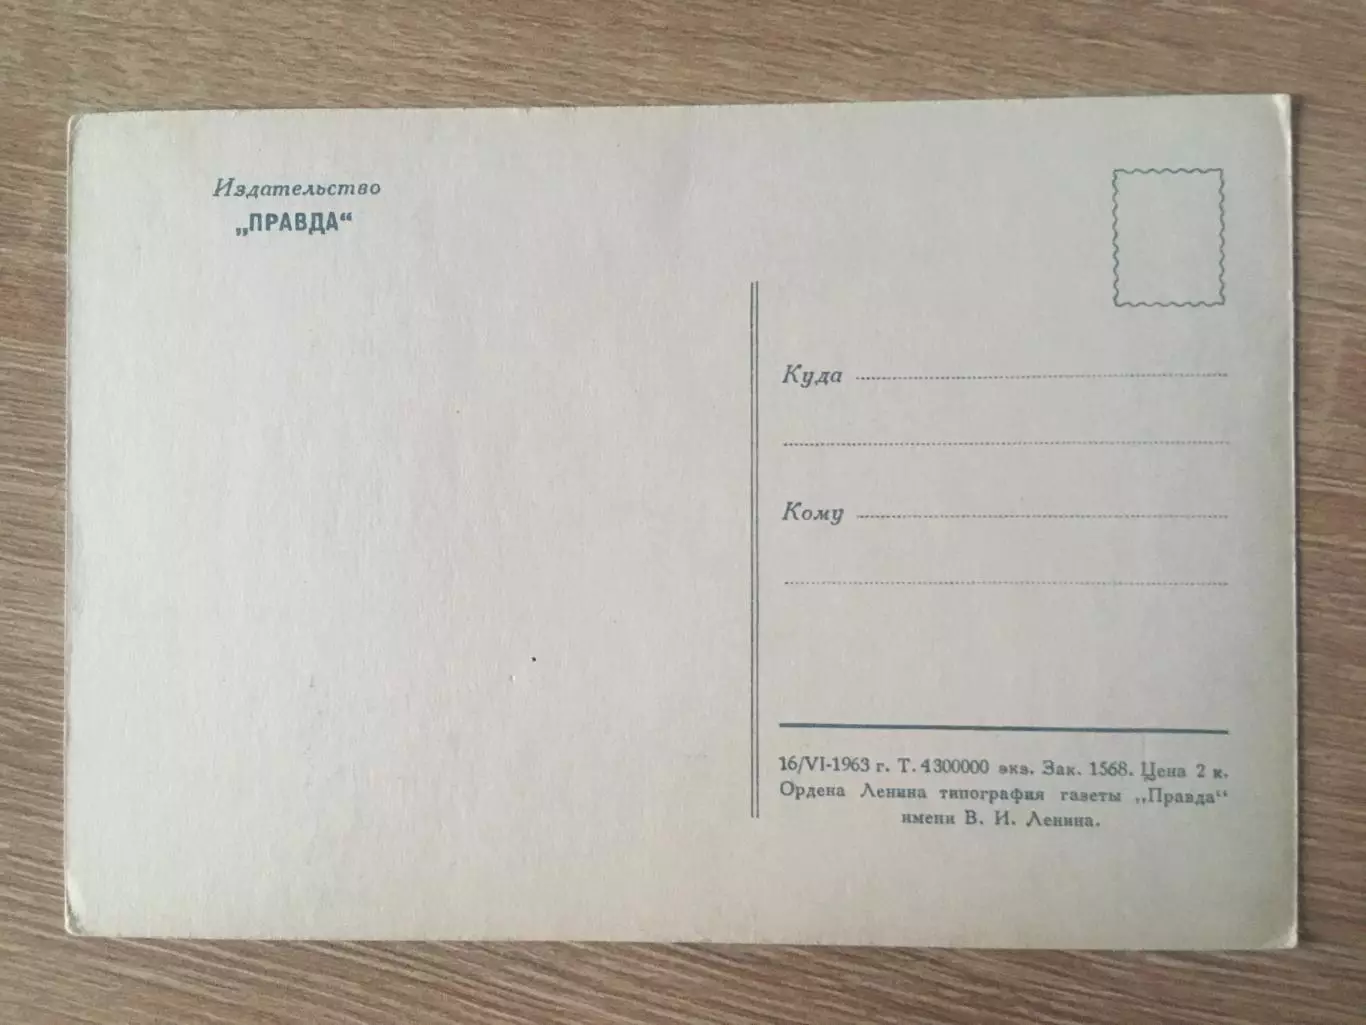 Издательство
„ПРАВДА“
Куда
Кому
16/VI-1963 г. Т. 4300000 экз. Зак. 1568. Цена 2 к.
Ордена Ленина типография газеты „Правда“
имени В. И. Ленина.